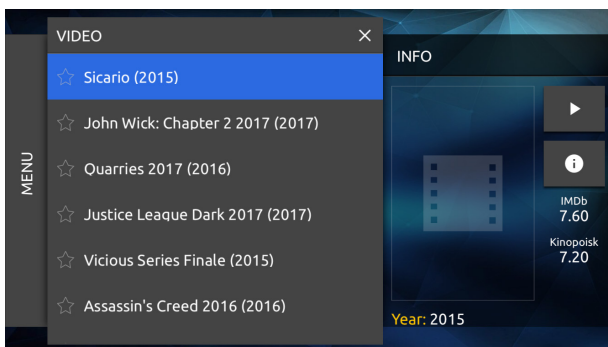 MENU
VIDEO
Sicario (2015)
John Wick: Chapter 2 2017 (2017)
Quarries 2017 (2016)
Justice League Dark 2017 (2017)
Vicious Series Finale (2015)
Assassin's Creed 2016 (2016)
INFO
IMDb
7.60
Kinopoisk
7.20
Year: 2015